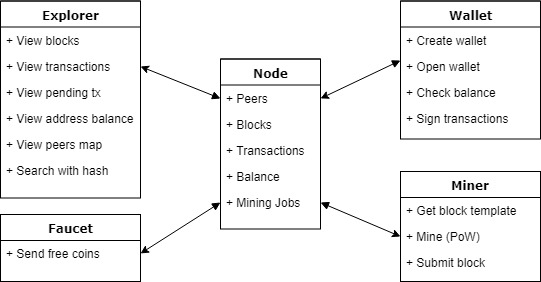 Explorer
+ View blocks
+ View transactions
+ View pending tx
+ View address balance
+ View peers map
+ Search with hash
Faucet
+ Send free coins
Node
+ Peers
+ Blocks
+ Transactions
+ Balance
+ Mining Jobs
Wallet
+ Create wallet
+ Open wallet
+ Check balance
+ Sign transactions
Miner
+ Get block template
+ Mine (PoW)
+ Submit block